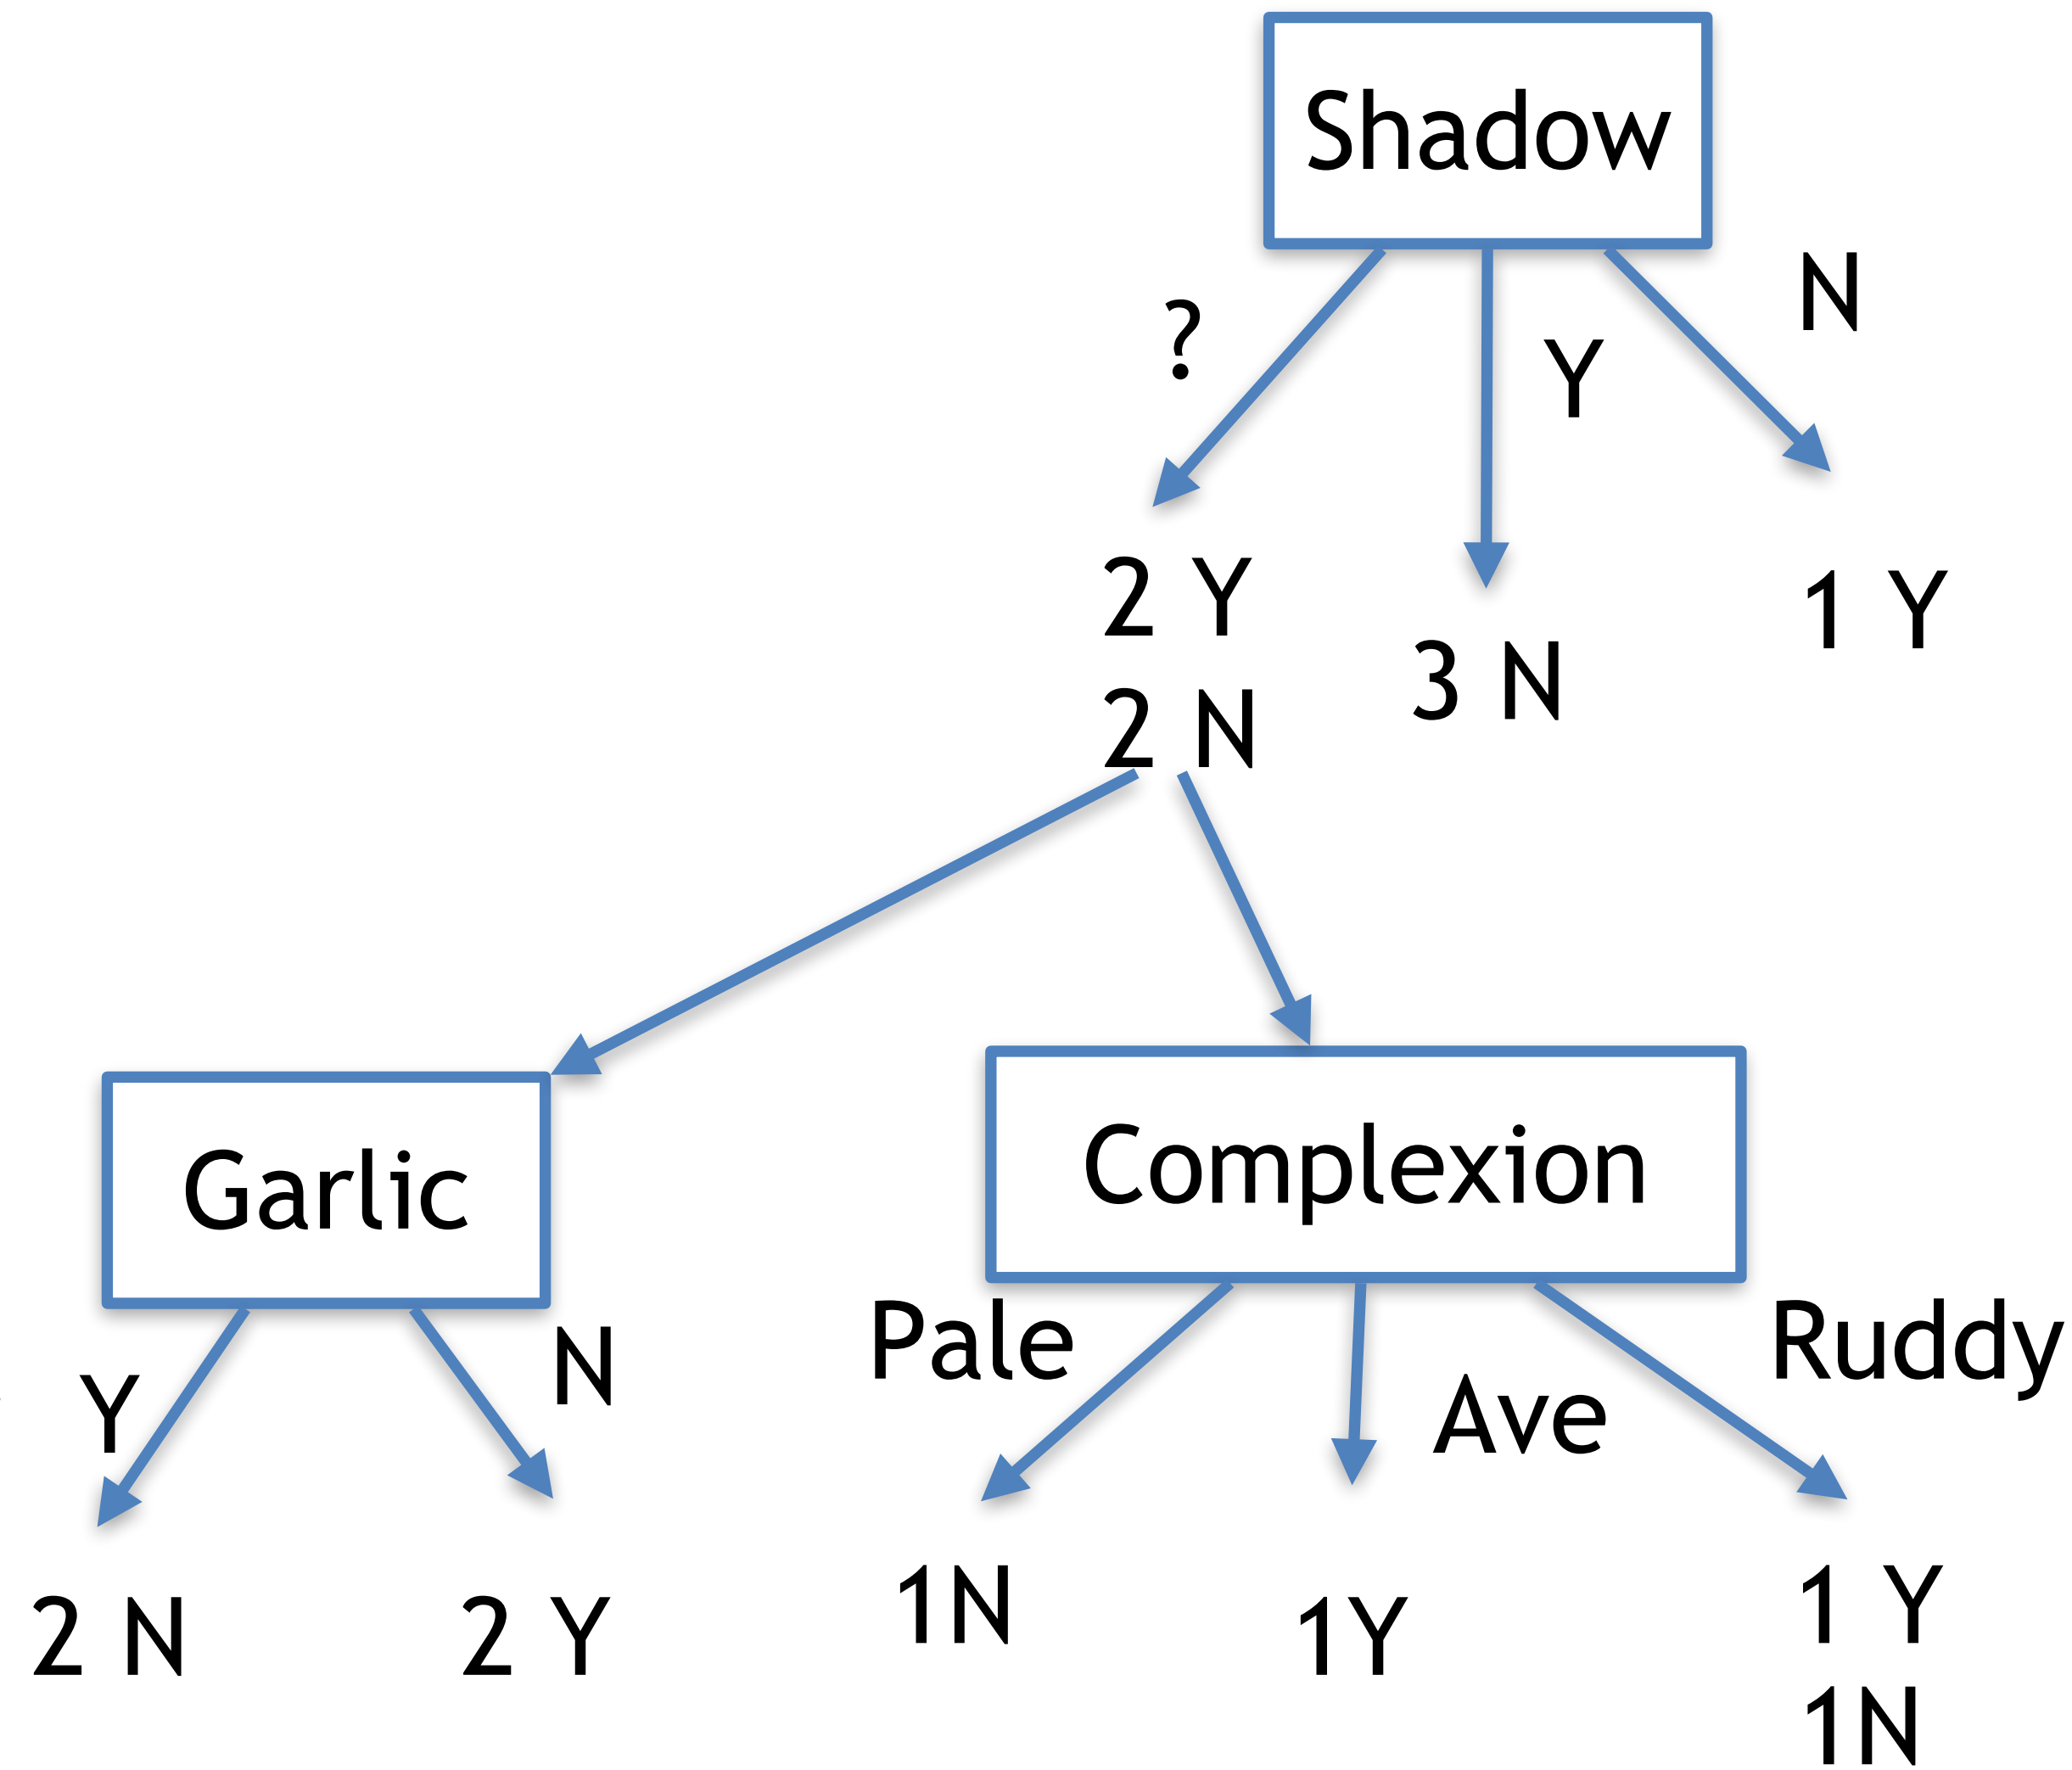 Shadow
?
Y
N
2 Y
2 N
3 N
1 Y
Garlic
Complexion
Y
N
Pale
Ave
Ruddy
2 N
2 Y
1N
1Y
1 Y
1N